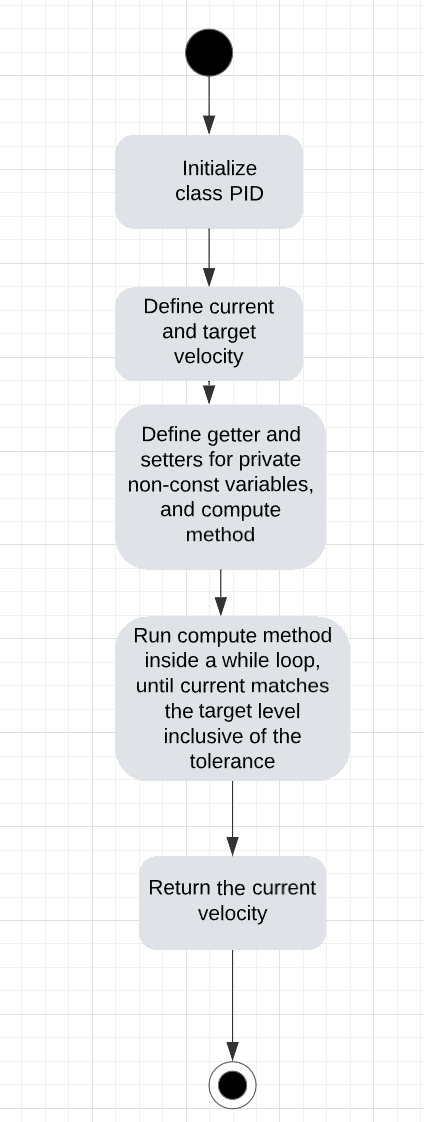 Initialize
class PID
Define current
and target
velocity
Define getter and
setters for private
non-const variables,
and compute
method
Run compute method
inside a while loop,
until current matches
the target level
inclusive of the
tolerance
Return the current
velocity